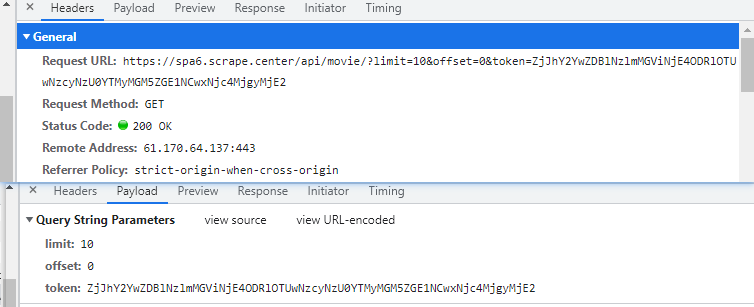 × Headers Payload Preview Response Initiator Timing
▼ General
Request URL: https://spa6.scrape.center/api/movie/?limit=10&offset=0&token=ZjJhY2YwZDBlNzlmMGViNjE4ODRlOTU
wNzcyNzU0YTMyMGM5ZGE1NCwxNjc4MjgyMjE2
Request Method: GET
Status Code: 200 OK
Remote Address: 61.170.64.137:443
Referrer Policy: strict-origin-when-cross-origin
× Headers Payload Preview Response Initiator Timing
▼ Query String Parameters view source view URL-encoded
limit: 10
offset: 0
token: ZjJhY2YwZDBlNzlmMGViNjE4ODRlOTUwNzcyNzU0YTMyMGM5ZGE1NCwxNjc4MjgyMjE2